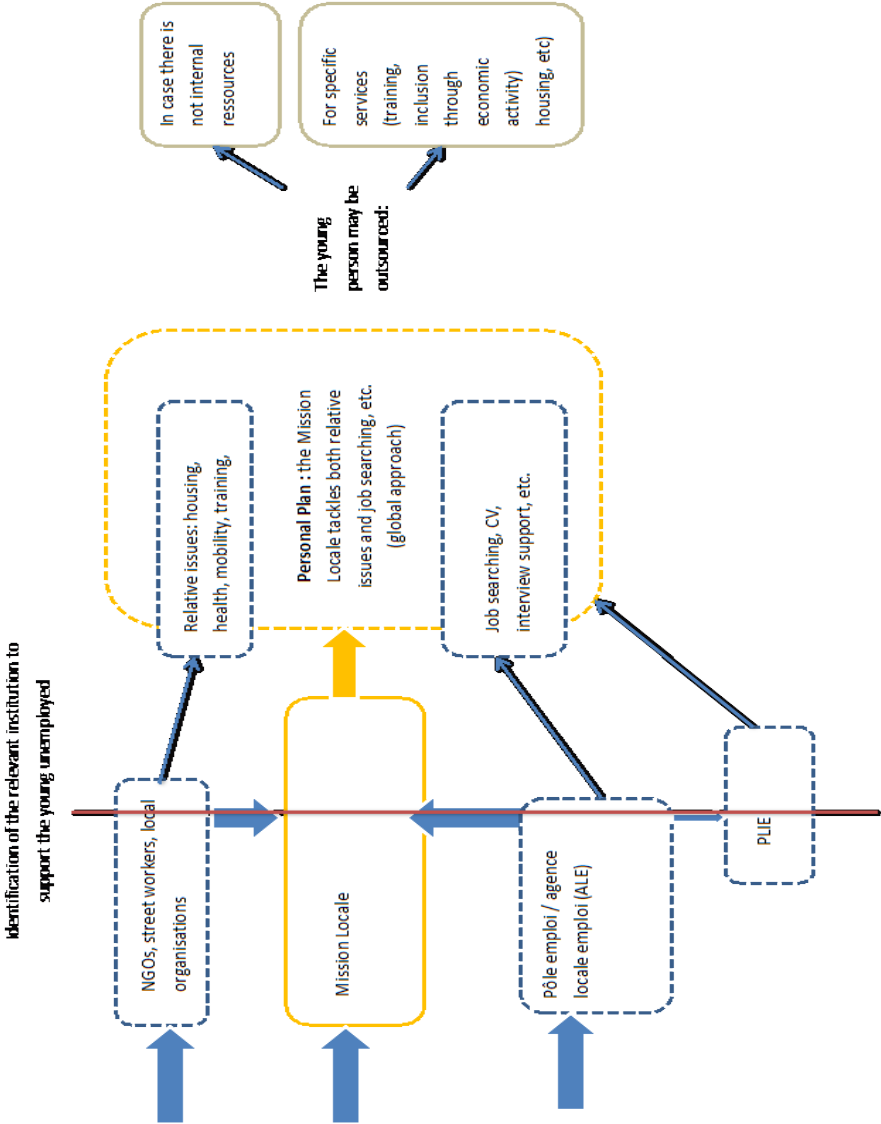 Identification of the relevant institution to
support the young unemployed
NGOs, street workers, local
organisations
Mission Locale
Pôle emploi / agence
locale emploi (ALE)
PLIE
Relative issues: housing,
health, mobility, training,
Personal Plan : the Mission
Locale tackles both relative
issues and job searching, etc.
(global approach)
Job searching, CV,
interview support, etc.
The young
person may be
outsourced:
In case there is
not internal
ressources
For specific
services
(training,
inclusion
through
economic
activity)
housing, etc)